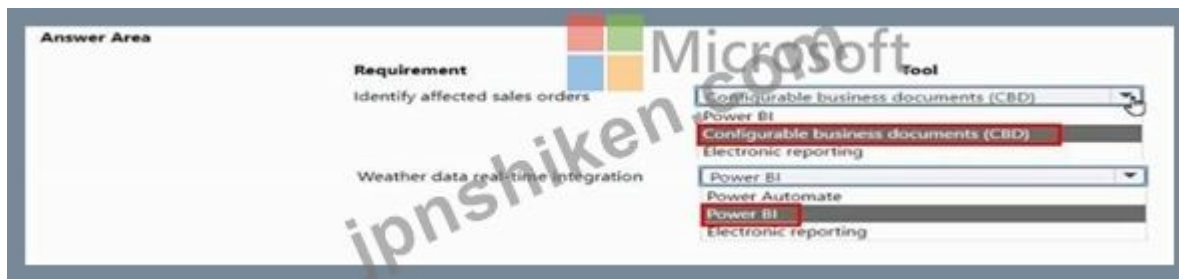 Answer Area
Microsoft
Requirement
Tool
Identify affected sales orders
Configurable business documents (CBD)
Power BI
Configurable business documents (CBD)
Electronic reporting
Weather data real-time integration
Power BI
Power Automate
Power BI
Electronic reporting
jpnshiken.com